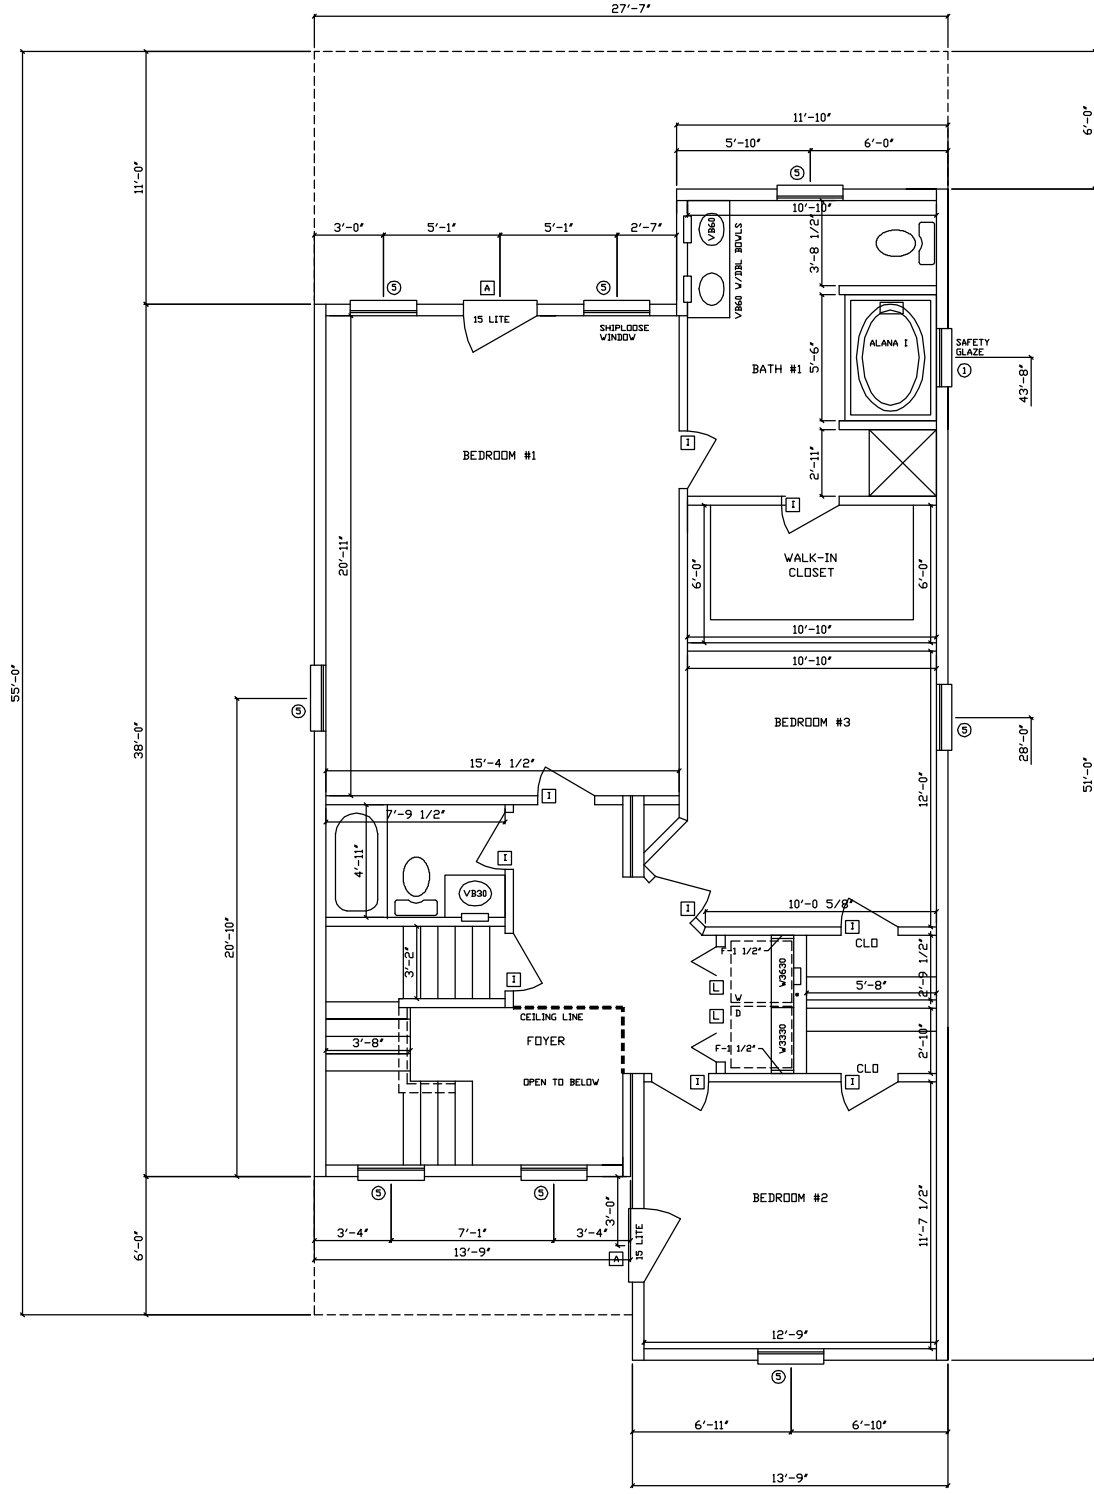 27'-7"
11'-10"
5'-10"
6'-0"
6'-0"
11'-0"
5
10'-10"
3'-0"
5'-1"
5'-1"
2'-7"
VB60
VB60 W/DBL BOWLS
3'-8 1/2"
5
A
5
15 LITE
SHIPLOOSE
WINDOW
ALANA I
SAFETY
GLAZE
1
43'-8"
BATH #1
5'-6"
I
BEDROOM #1
2'-11"
I
20'-11"
WALK-IN
CLOSET
6'-0"
6'-0"
10'-10"
10'-10"
55'-0"
38'-0"
5
BEDROOM #3
5
28'-0"
15'-4 1/2"
12'-0"
51'-0"
I
7'-9 1/2"
4'-11"
I
VB30
10'-0 5/8"
I
I
CLO
20'-10"
3'-2"
F-1 1/2"
W3630
2'-9 1/2"
I
L
W
5'-8"
CEILING LINE
L
D
FOYER
3'-8"
F-1 1/2"
W3330
2'-10"
CLO
OPEN TO BELOW
I
I
5
5
BEDROOM #2
11'-7 1/2"
3'-0"
3'-4"
7'-1"
3'-4"
13'-9"
6'-0"
A
15 LITE
12'-9"
5
6'-11"
6'-10"
13'-9"